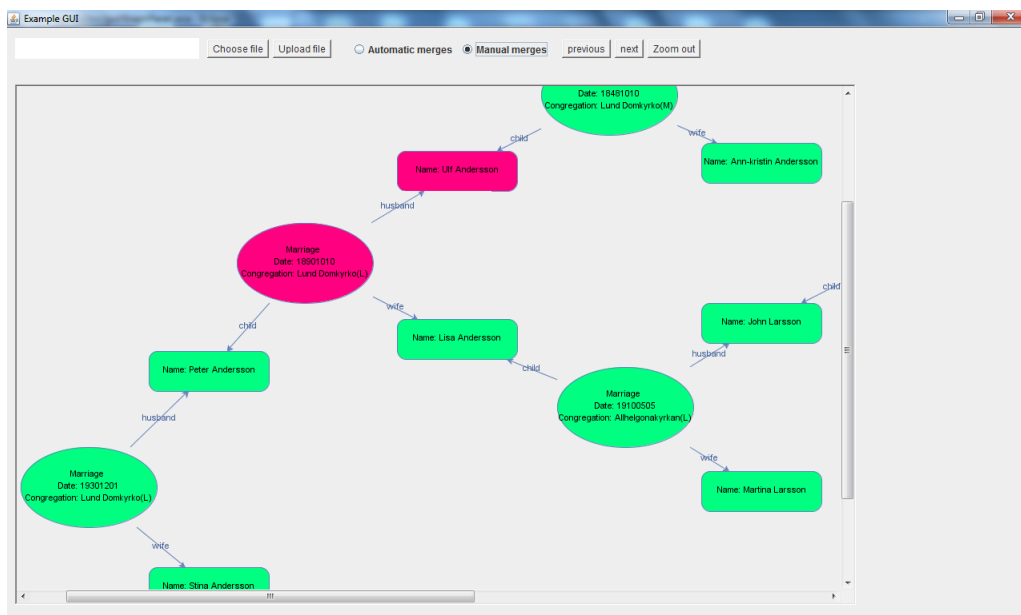 Example GUI
Choose file
Upload file
Automatic merges
Manual merges
previous
next
Zoom out
Date: 18481010
Congregation: Lund Domkyrko(M)
child
wife
Name: Ulf Andersson
Name: Ann-kristin Andersson
husband
Marriage
Date: 18901010
Congregation: Lund Domkyrko(L)
child
wife
child
Name: John Larsson
Name: Lisa Andersson
husband
child
Name: Peter Andersson
Marriage
Date: 19100505
Congregation: Allhelgonakyrkan(L)
husband
wife
Marriage
Date: 19301201
Congregation: Lund Domkyrko(L)
Name: Martina Larsson
wife
Name: Stina Andersson